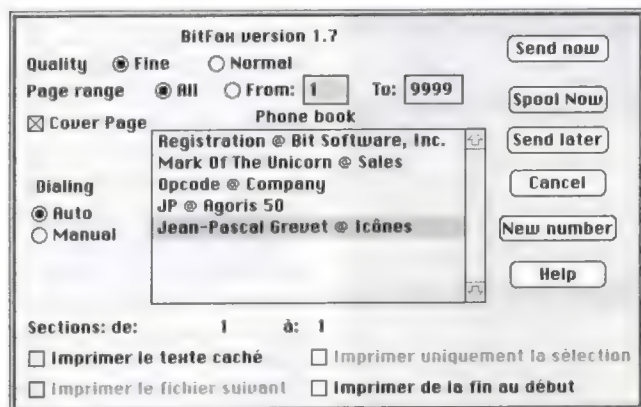 BitFax version 1.7
Send now
Quality Fine Normal
Page range All From: 1 To: 9999
Spool Now
Cover Page Phone book
Send later
Registration @ Bit Software, Inc.
Mark Of The Unicorn @ Sales
Opcode @ Company
JP @ Agoris 50
Jean-Pascal Grevet @ Icônes
Dialing
Auto
Manual
Cancel
New number
Help
Sections: de: 1 à: 1
Imprimer le texte caché Imprimer uniquement la sélection
Imprimer le fichier suivant Imprimer de la fin au début